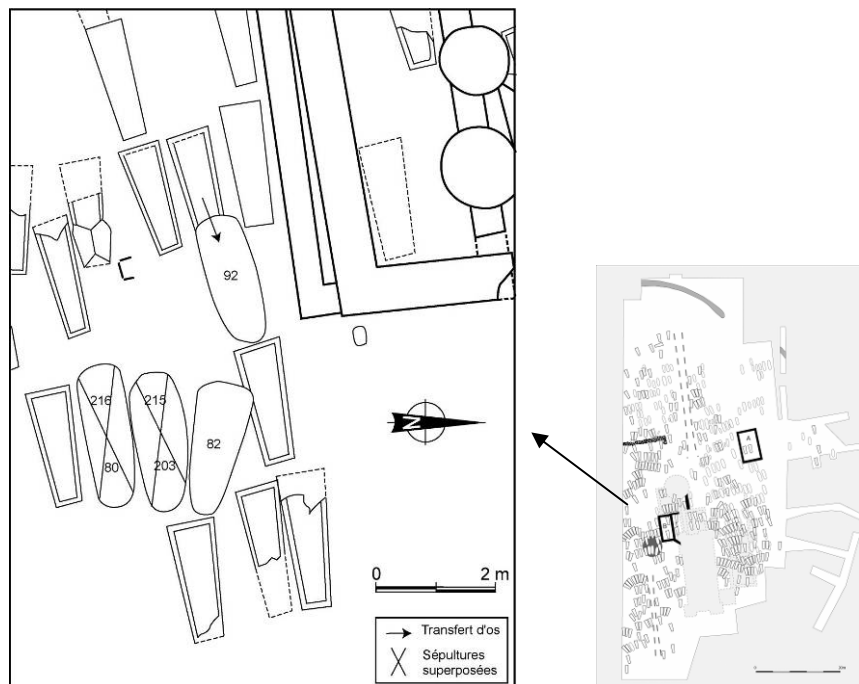 92
216
215
82
80
203
N
0 2 m
Transfert d'os
Sépultures
superposées
A